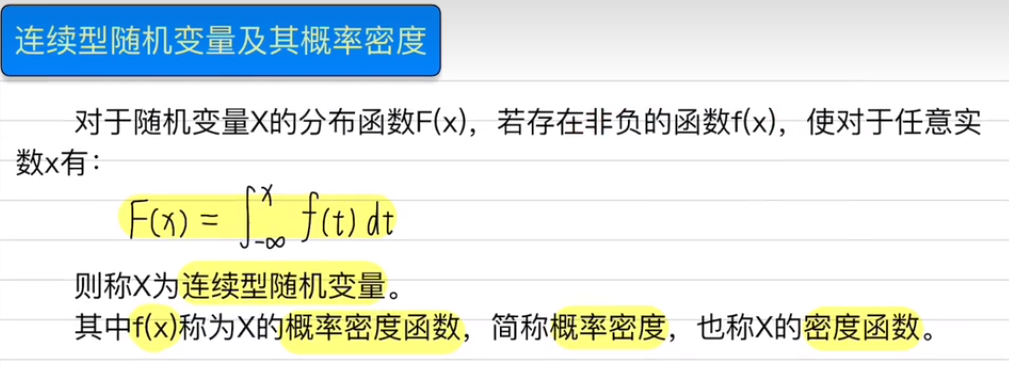 连续型随机变量及其概率密度
对于随机变量X的分布函数F(x)，若存在非负的函数f(x)，使对于任意实
数x有：
F(x) = ∫_{-∞}^{x} f(t) dt
则称X为连续型随机变量。
其中f(x)称为X的概率密度函数，简称概率密度，也称X的密度函数。